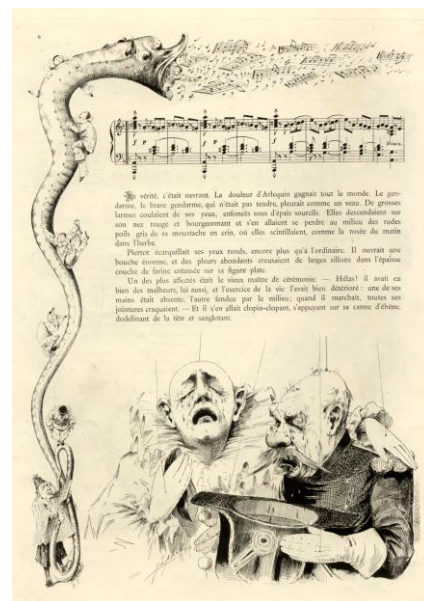 6
En vérité, c'était navrant. La douleur d'Arlequin gagnait tout le monde. Le gen-
darme, le brave gendarme, qui n'était pas tendre, pleurait comme un veau. De grosses
larmes coulaient de ses yeux, enfoncés sous d'épais sourcils. Elles descendaient sur
son nez rouge et bourgeonnant et s'en allaient se perdre au milieu des rudes
poils gris de sa moustache en crin, où elles scintillaient, comme la rosée du matin
dans l'herbe.
Pierrot écarquillait ses yeux ronds, encore plus qu'à l'ordinaire. Il ouvrait une
bouche énorme, et des pleurs abondants creusaient de larges sillons dans l'épaisse
couche de farine entassée sur sa figure plate.
Un des plus affectés était le vieux maître de cérémonie. — Hélas! il avait eu
bien des malheurs, lui aussi, et l'exercice de la vie l'avait bien détérioré : une de ses
mains était absente, l'autre fendue par le milieu; quand il marchait, toutes ses
jointures craquaient. — Et il s'en allait clopin-clopant, s'appuyant sur sa canne d'ébène,
dodelinant de la tête et sanglotant.